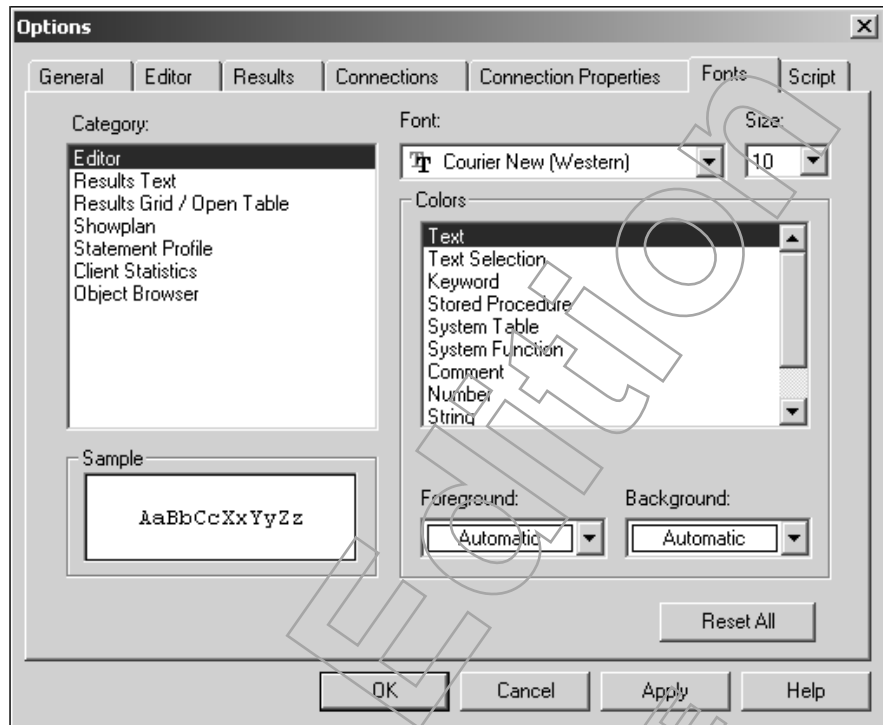 Options
General Editor Results Connections Connection Properties Fonts Script
Category:
Editor
Results Text
Results Grid / Open Table
Showplan
Statement Profile
Client Statistics
Object Browser
Font:
Courier New (Western)
Size:
10
Colors
Text
Text Selection
Keyword
Stored Procedure
System Table
System Function
Comment
Number
String
Sample
AaBbCcXxYyZz
Foreground:
Automatic
Background:
Automatic
Reset All
OK Cancel Apply Help
Edition